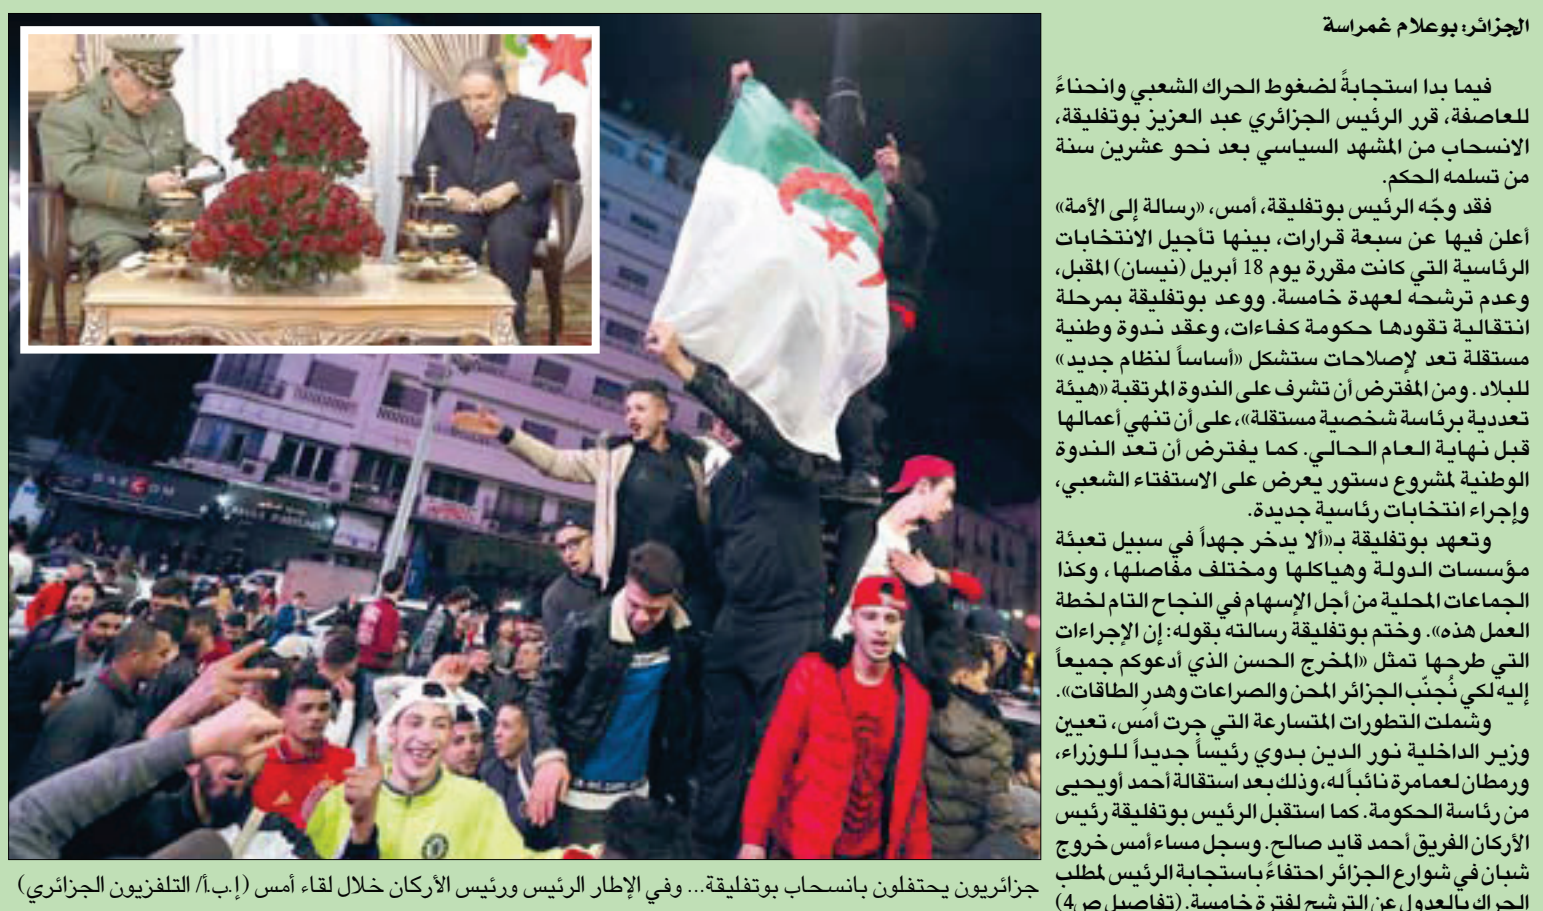 الجزائر: بوعلام غمراسة
فيما بدا استجابةً لضغوط الحراك الشعبي وانحناءً
للعاصفة، قرر الرئيس الجزائري عبد العزيز بوتفليقة،
الانسحاب من المشهد السياسي بعد نحو عشرين سنة
من تسلمه الحكم.
فقد وجّه الرئيس بوتفليقة، أمس، «رسالة إلى الأمة»
أعلن فيها عن سبعة قرارات، بينها تأجيل الانتخابات
الرئاسية التي كانت مقررة يوم 18 أبريل (نيسان) المقبل،
وعدم ترشحه لعهدة خامسة. ووعد بوتفليقة بمرحلة
انتقالية تقودها حكومة كفاءات، وعقد ندوة وطنية
مستقلة تعد لإصلاحات ستشكل «أساساً لنظام جديد»
للبلاد. ومن المفترض أن تشرف على الندوة المرتقبة «هيئة
تعددية برئاسة شخصية مستقلة»، على أن تنهي أعمالها
قبل نهاية العام الحالي. كما يفترض أن تعد الندوة
الوطنية لمشروع دستور يعرض على الاستفتاء الشعبي،
وإجراء انتخابات رئاسية جديدة.
وتعهد بوتفليقة بـ«ألا يدخر جهداً في سبيل تعبئة
مؤسسات الدولة وهياكلها ومختلف مفاصلها، وكذا
الجماعات المحلية من أجل الإسهام في النجاح التام لخطة
العمل هذه». وختم بوتفليقة رسالته بقوله: إن الإجراءات
التي طرحها تمثل «المخرج الحسن الذي أدعوكم جميعاً
إليه لكي نُجنّب الجزائر المحن والصراعات وهدرِ الطاقات».
وشملت التطورات المتسارعة التي جرت أمس، تعيين
وزير الداخلية نور الدين بدوي رئيساً جديداً للوزراء،
ورمطان لعمامرة نائباً له، وذلك بعد استقالة أحمد أويحيى
من رئاسة الحكومة. كما استقبل الرئيس بوتفليقة رئيس
الأركان الفريق أحمد قايد صالح. وسجل مساء أمس خروج
شبان في شوارع الجزائر احتفاءً باستجابة الرئيس لمطلب
الحراك بالعدول عن الترشح لفترة خامسة. (تفاصيل ص4)
جزائريون يحتفلون بانسحاب بوتفليقة... وفي الإطار الرئيس ورئيس الأركان خلال لقاء أمس (إ.ب.أ/ التلفزيون الجزائري)